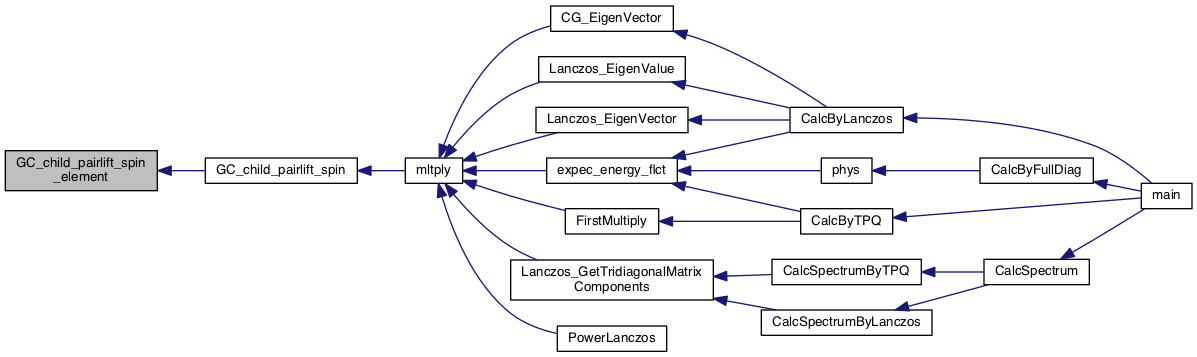 GC_child_pairlift_spin
_element
GC_child_pairlift_spin
mltply
CG_EigenVector
Lanczos_EigenValue
Lanczos_EigenVector
expec_energy_flct
FirstMultiply
Lanczos_GetTridiagonalMatrix
Components
PowerLanczos
CalcByLanczos
phys
CalcByTPQ
CalcSpectrumByTPQ
CalcSpectrumByLanczos
CalcByFullDiag
CalcSpectrum
main